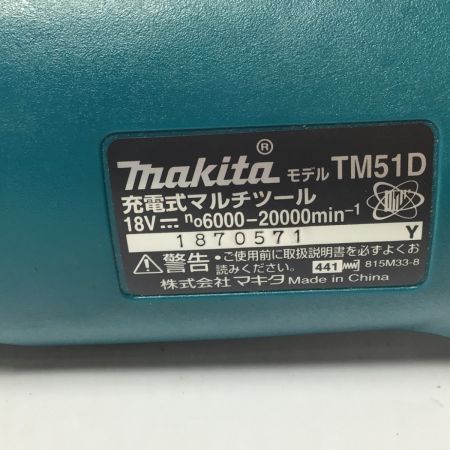 makita® モデル TM51D
充電式マルチツール
18V⎓ n₀6000-20000min⁻¹
1870571 Y
⚠警告 •ご使用前に取扱説明書を必ずよくお
読みください。 441 815M33-8
株式会社 マキタ Made in China